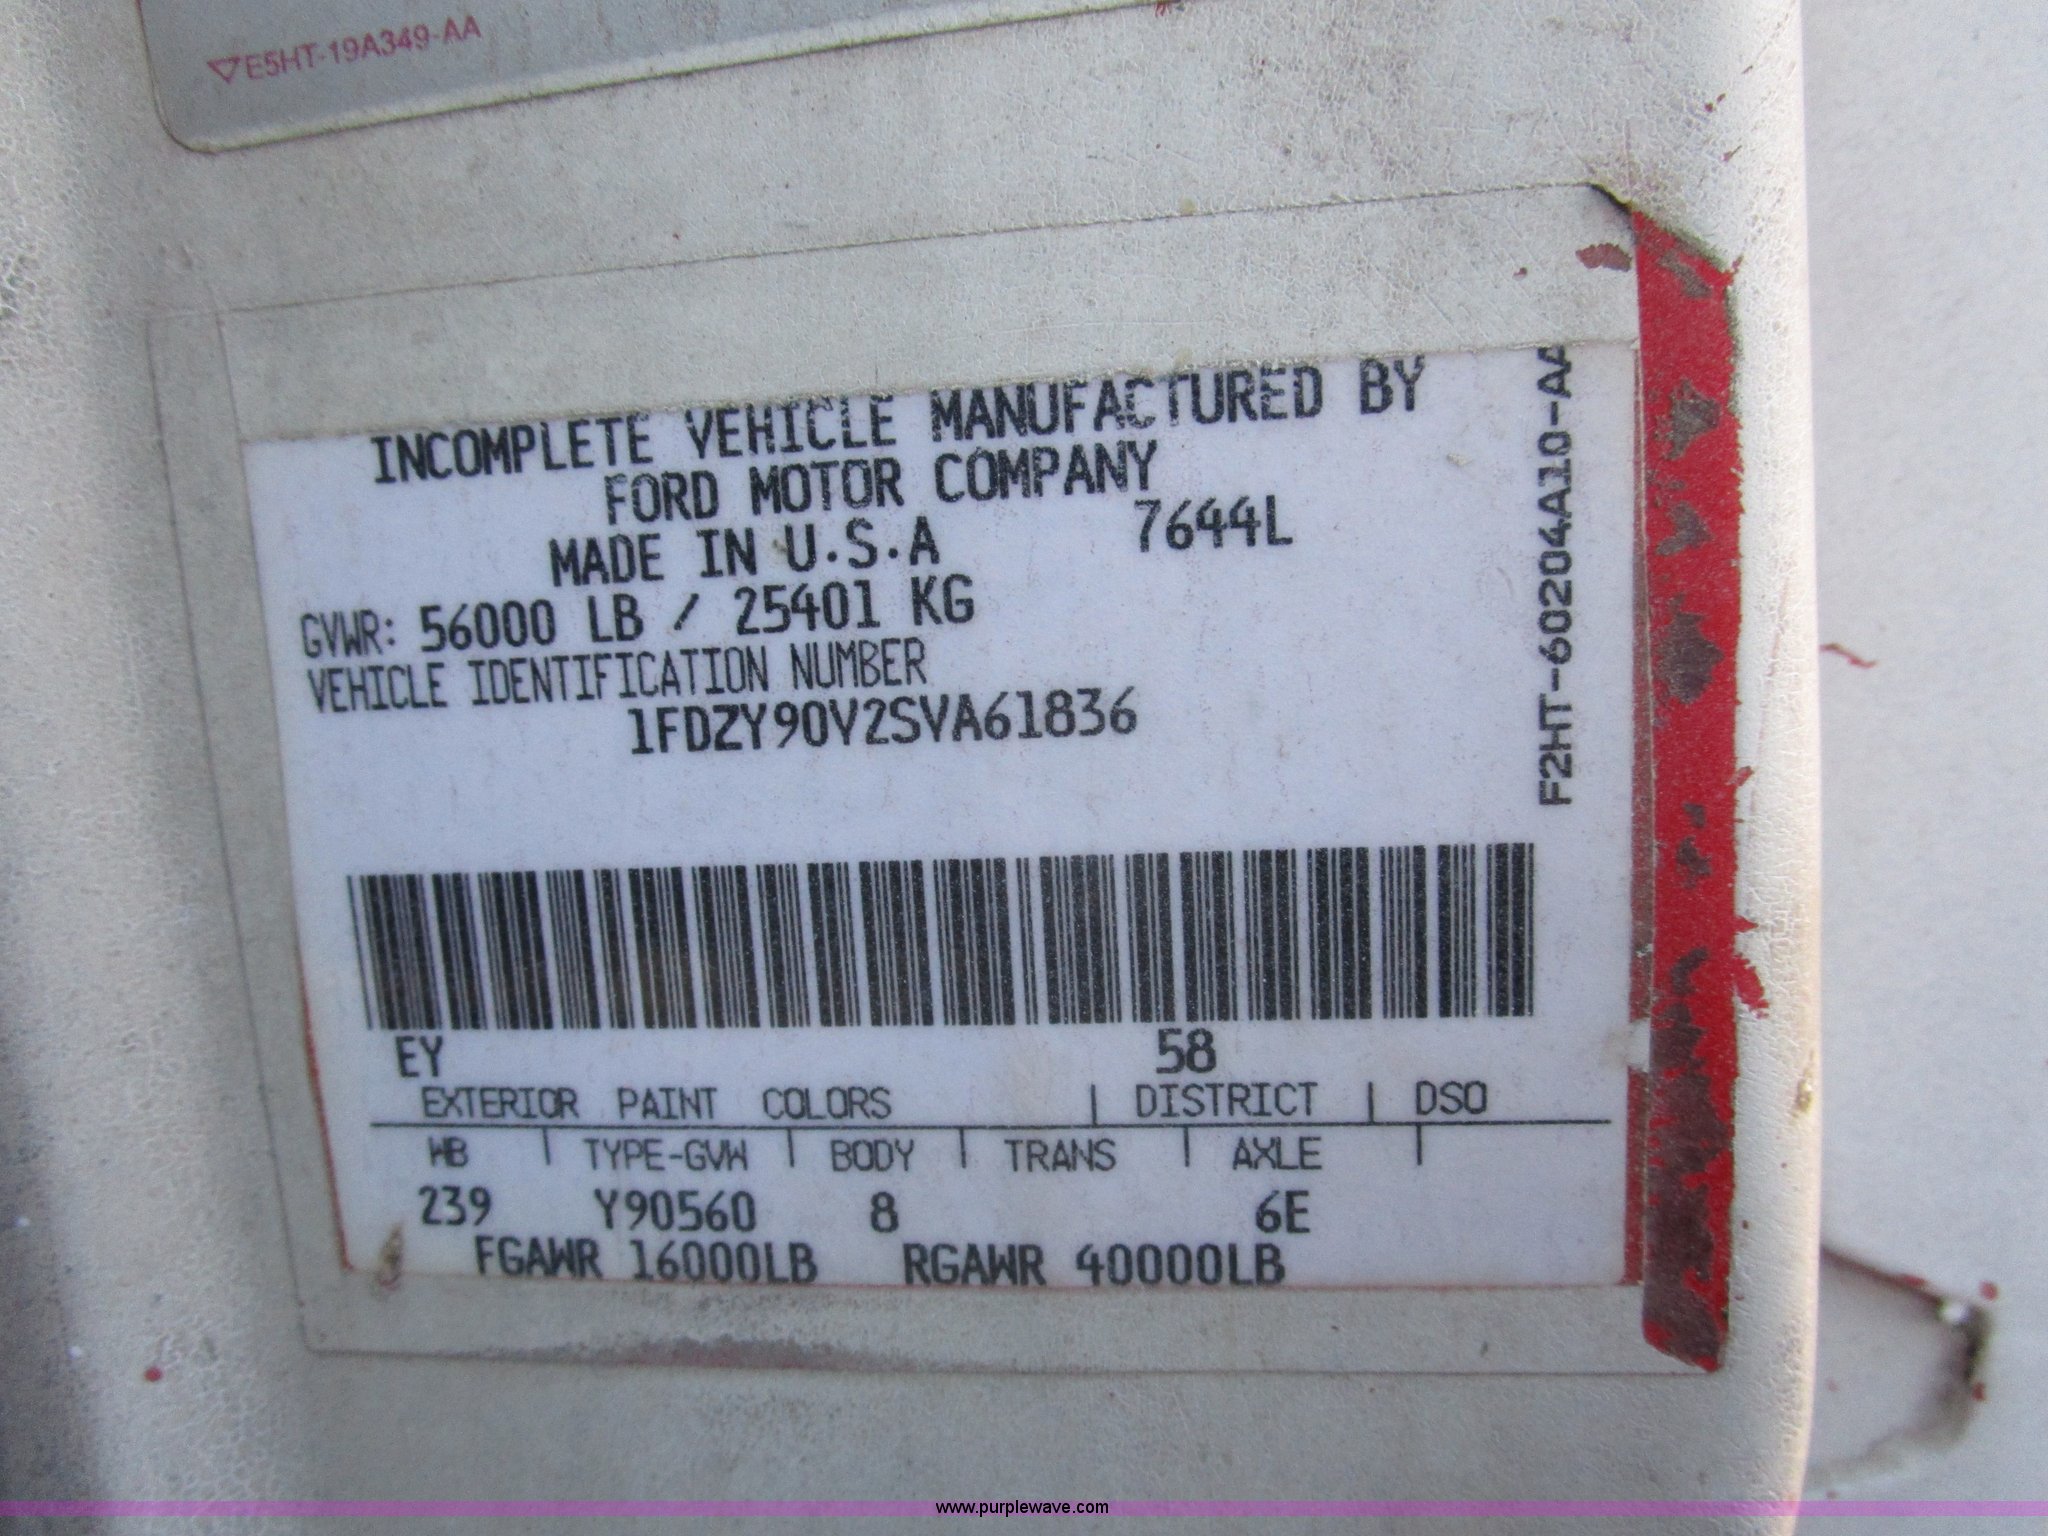 ▽E5HT-19A349-AA
INCOMPLETE VEHICLE MANUFACTURED BY
FORD MOTOR COMPANY
MADE IN U.S.A 7644L
GVWR: 56000 LB / 25401 KG
VEHICLE IDENTIFICATION NUMBER
1FDZY90V2SVA61836
F2HT-60204A10-AA
EY 58
EXTERIOR PAINT COLORS | DISTRICT | DSO
WB | TYPE-GVW | BODY | TRANS | AXLE |
239 Y90560 8 6E
FGAWR 16000LB RGAWR 40000LB
www.purplewave.com